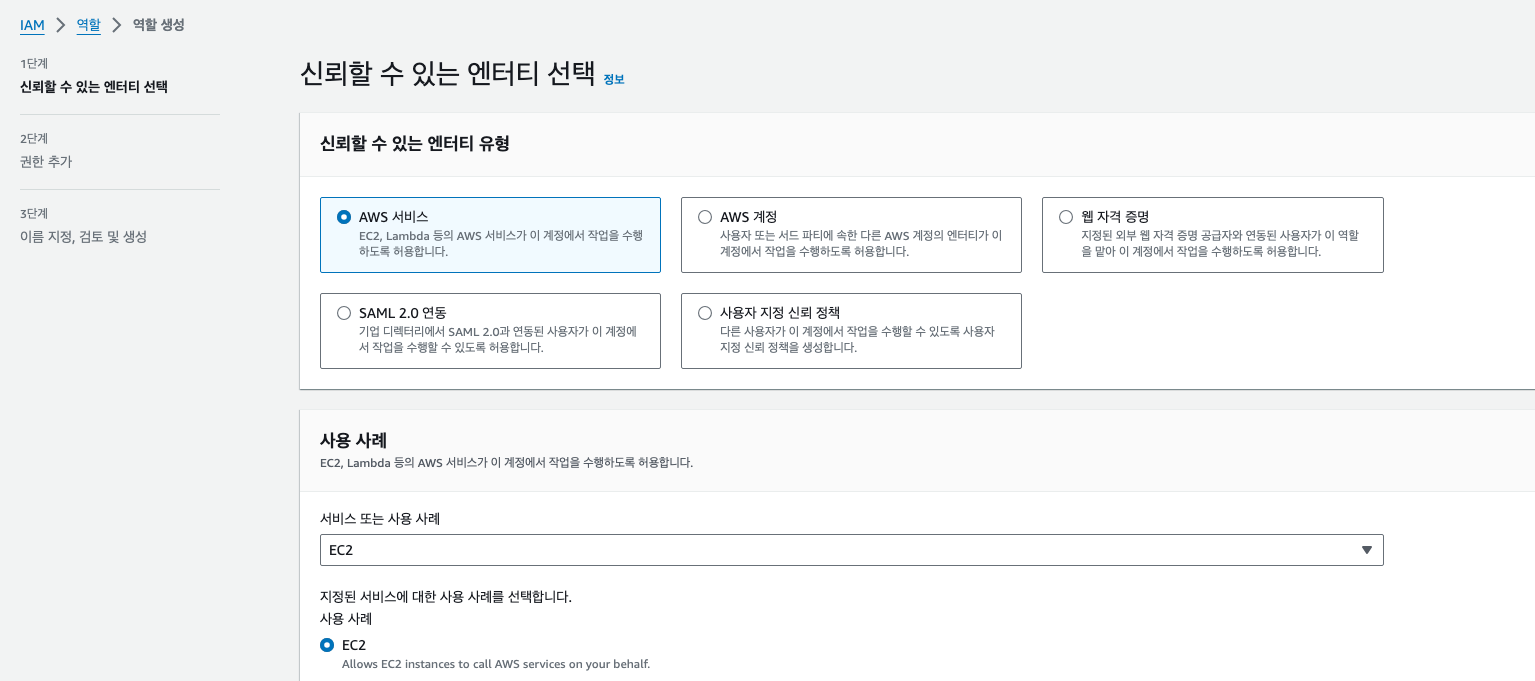 IAM > 역할 > 역할 생성
1단계
신뢰할 수 있는 엔터티 선택
2단계
권한 추가
3단계
이름 지정, 검토 및 생성
신뢰할 수 있는 엔터티 선택 정보
신뢰할 수 있는 엔터티 유형
AWS 서비스
EC2, Lambda 등의 AWS 서비스가 이 계정에서 작업을 수행
하도록 허용합니다.
AWS 계정
사용자 또는 서드 파티에 속한 다른 AWS 계정의 엔터티가 이
계정에서 작업을 수행하도록 허용합니다.
웹 자격 증명
지정된 외부 웹 자격 증명 공급자와 연동된 사용자가 이 역할
을 맡아 이 계정에서 작업을 수행하도록 허용합니다.
SAML 2.0 연동
기업 디렉터리에서 SAML 2.0과 연동된 사용자가 이 계정에
서 작업을 수행할 수 있도록 허용합니다.
사용자 지정 신뢰 정책
다른 사용자가 이 계정에서 작업을 수행할 수 있도록 사용자
지정 신뢰 정책을 생성합니다.
사용 사례
EC2, Lambda 등의 AWS 서비스가 이 계정에서 작업을 수행하도록 허용합니다.
서비스 또는 사용 사례
EC2
지정된 서비스에 대한 사용 사례를 선택합니다.
사용 사례
EC2
Allows EC2 instances to call AWS services on your behalf.